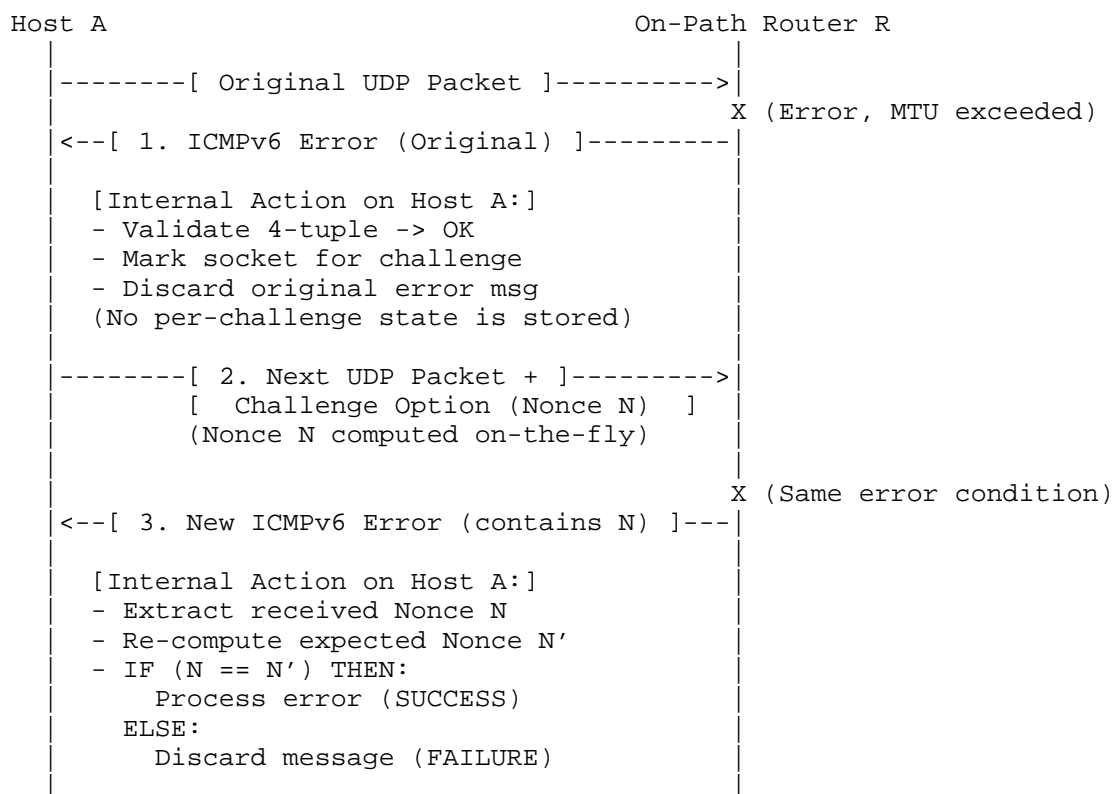 Host A                                 On-Path Router R
--------[ Original UDP Packet ]---------->
X (Error, MTU exceeded)
<--[ 1. ICMPv6 Error (Original) ]---------
[Internal Action on Host A:]
- Validate 4-tuple -> OK
- Mark socket for challenge
- Discard original error msg
(No per-challenge state is stored)
--------[ 2. Next UDP Packet + ]--------->
[  Challenge Option (Nonce N)  ]
(Nonce N computed on-the-fly)
X (Same error condition)
<--[ 3. New ICMPv6 Error (contains N) ]---
[Internal Action on Host A:]
- Extract received Nonce N
- Re-compute expected Nonce N’
- IF (N == N’) THEN:
Process error (SUCCESS)
ELSE:
Discard message (FAILURE)